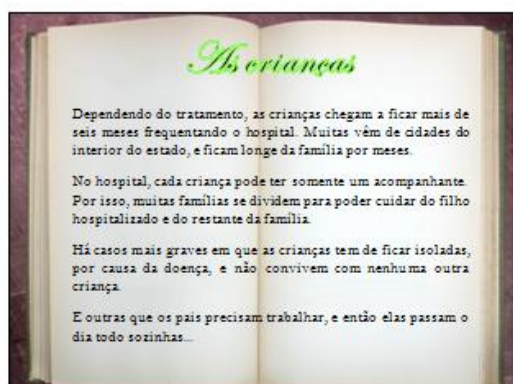 As crianças
Dependendo do tratamento, as crianças chegam a ficar mais de
seis meses frequentando o hospital. Muitas vêm de cidades do
interior do estado, e ficam longe da família por meses.
No hospital, cada criança pode ter somente um acompanhante.
Por isso, muitas famílias se dividem para poder cuidar do filho
hospitalizado e do restante da família.
Há casos mais graves em que as crianças tem de ficar isoladas,
por causa da doença, e não convivem com nenhuma outra
criança.
E outras que os pais precisam trabalhar, e então elas passam o
dia todo sozinhas...